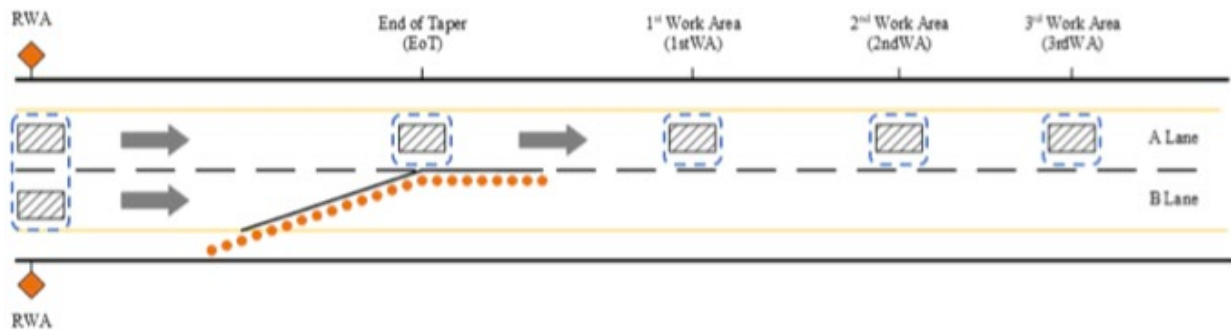 RWA
End of Taper
(EoT)
1st Work Area
(1stWA)
2nd Work Area
(2ndWA)
3rd Work Area
(3rdWA)
A Lane
B Lane
RWA